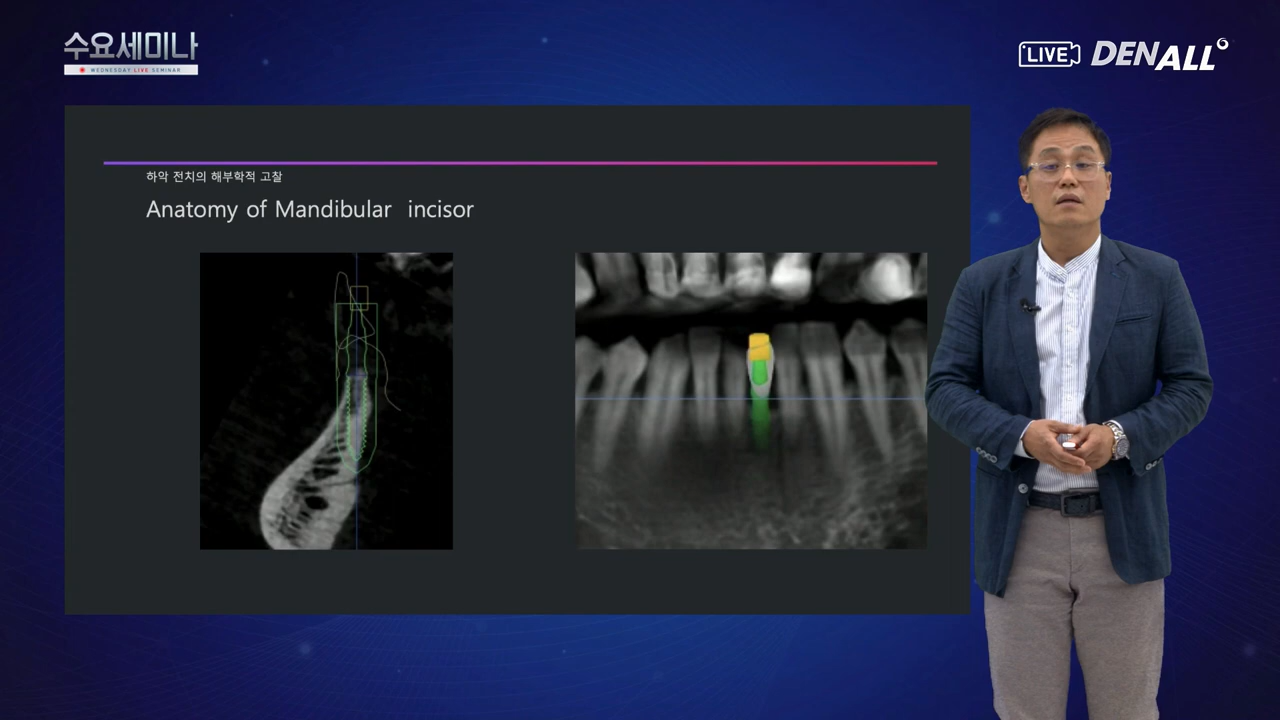 수요세미나
WEDNESDAY LIVE SEMINAR
LIVE DENALL
하악 전치의 해부학적 고찰
Anatomy of Mandibular incisor